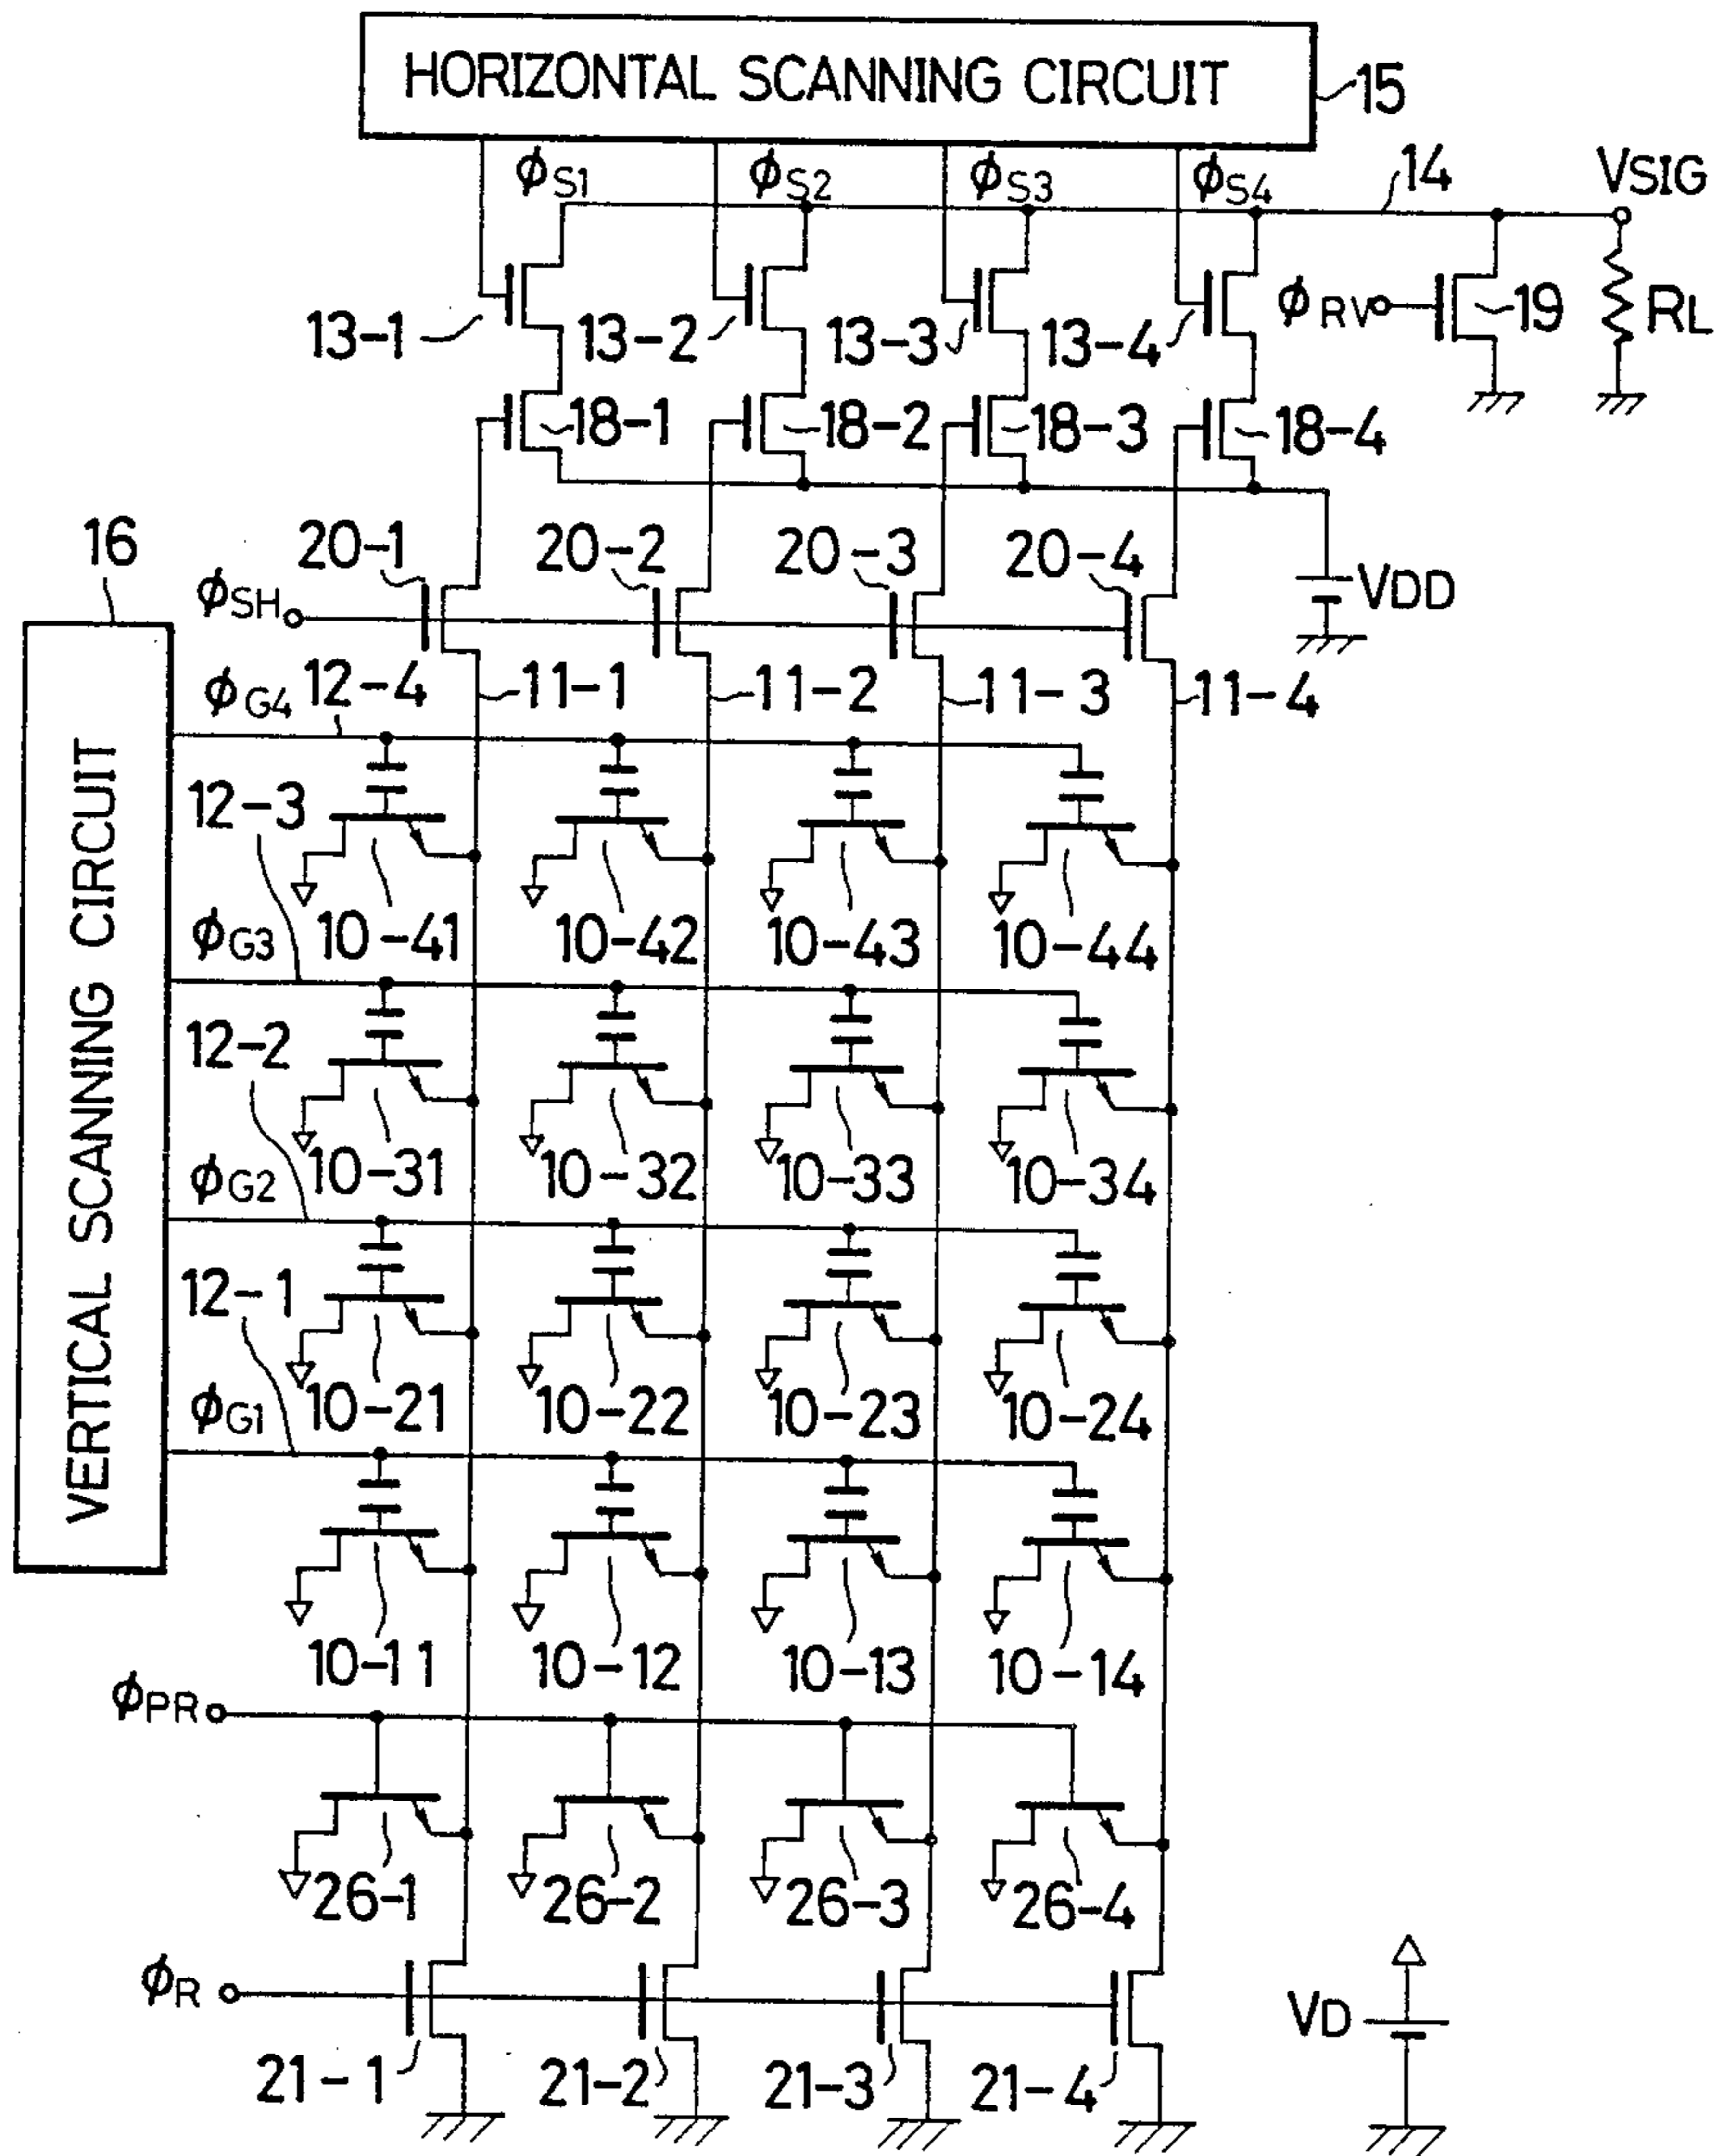 HORIZONTAL SCANNING CIRCUIT
15
ϕS1 ϕS2 ϕS3 ϕS4 14 VSIG
13-1 13-2 13-3 13-4 ϕRV 19 RL
18-1 18-2 18-3 18-4
16 20-1 20-2 20-3 20-4
ϕSH VDD
ϕG4 12-4 11-1 11-2 11-3 11-4
VERTICAL SCANNING CIRCUIT
12-3
ϕG3 10-41 10-42 10-43 10-44
12-2
ϕG2 10-31 10-32 10-33 10-34
12-1
ϕG1 10-21 10-22 10-23 10-24
10-11 10-12 10-13 10-14
ϕPR
26-1 26-2 26-3 26-4
ϕR VD
21-1 21-2 21-3 21-4